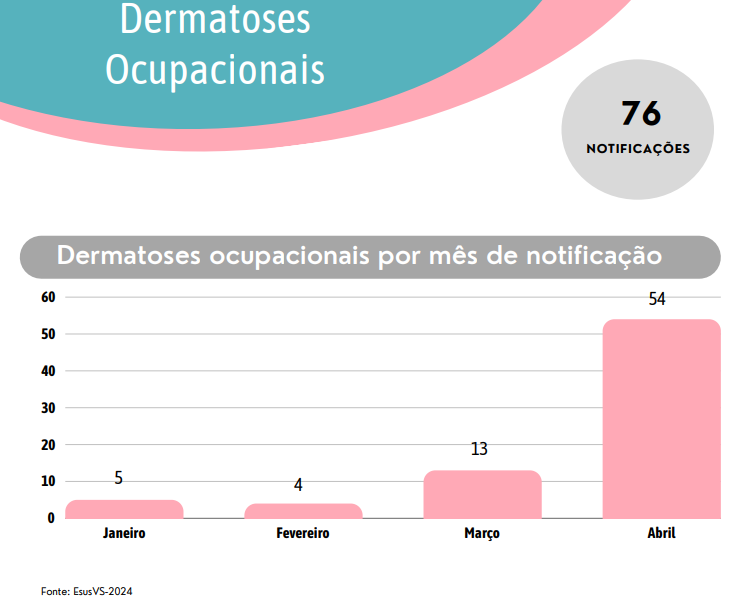 Dermatoses
Ocupacionais
76
NOTIFICAÇÕES
Dermatoses ocupacionais por mês de notificação
60
50
40
30
20
10
0
5
4
13
54
Janeiro
Fevereiro
Março
Abril
Fonte: EsusVS-2024